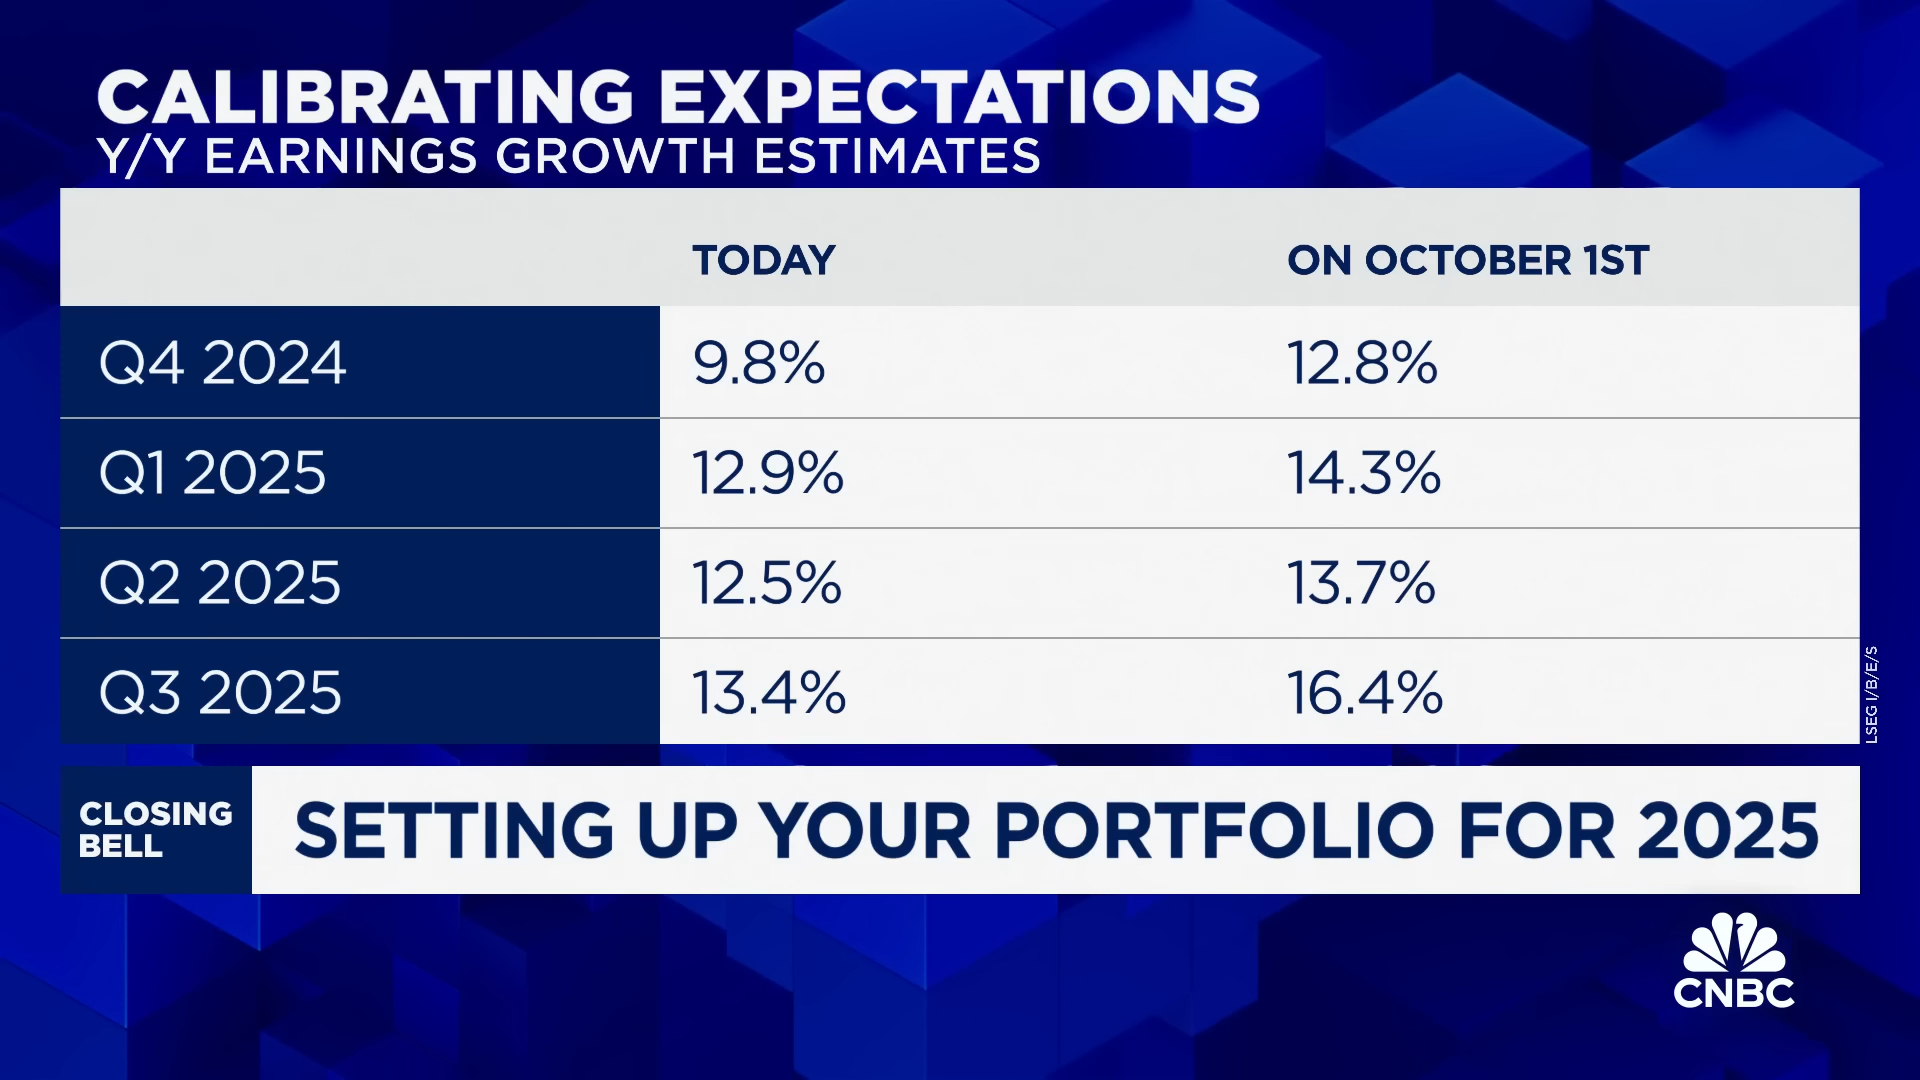 CALIBRATING EXPECTATIONS
Y/Y EARNINGS GROWTH ESTIMATES
TODAY ON OCTOBER 1ST
Q4 2024 9.8% 12.8%
Q1 2025 12.9% 14.3%
Q2 2025 12.5% 13.7%
Q3 2025 13.4% 16.4%
LSEG I/B/E/S
CLOSING
BELL
SETTING UP YOUR PORTFOLIO FOR 2025
CNBC